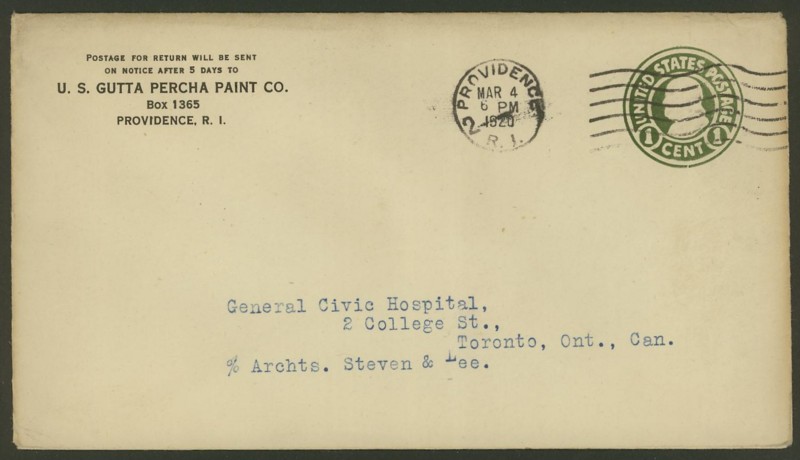 POSTAGE FOR RETURN WILL BE SENT
ON NOTICE AFTER 5 DAYS TO
U. S. GUTTA PERCHA PAINT CO.
Box 1365
PROVIDENCE, R. I.
PROVIDENCE 2
MAR 4
6 PM
1920
R. I.
UNITED STATES POSTAGE
1 CENT 1
General Civic Hospital,
2 College St.,
Toronto, Ont., Can.
% Archts. Steven & Lee.